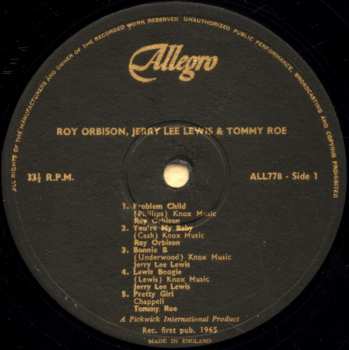 ALL RIGHTS OF THE MANUFACTURERS AND OWNER OF THE RECORDED WORK RESERVED UNAUTHORIZED PUBLIC PERFORMANCE, BROADCASTING AND COPYING PROHIBITED
Allegro
ROY ORBISON, JERRY LEE LEWIS & TOMMY ROE
33⅓ R.P.M.
ALL778 - Side 1
1. Problem Child
(Phillips) Knox Music
Roy Orbison
2. You're My Baby
(Cash) Knox Music
Roy Orbison
3. Bonnie B
(Underwood) Knox Music
Jerry Lee Lewis
4. Lewis Boogie
(Lewis) Knox Music
Jerry Lee Lewis
5. Pretty Girl
Chappell
Tommy Roe
A Pickwick International Product
Rec. first pub. 1965
MADE IN ENGLAND